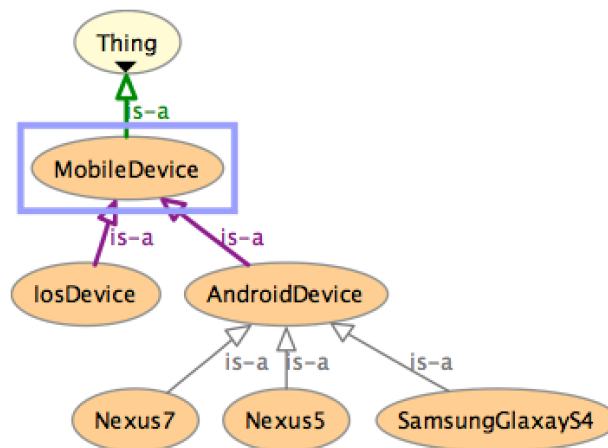 Thing
is-a
MobileDevice
is-a
is-a
IosDevice
AndroidDevice
is-a
is-a
is-a
Nexus7
Nexus5
SamsungGlaxayS4